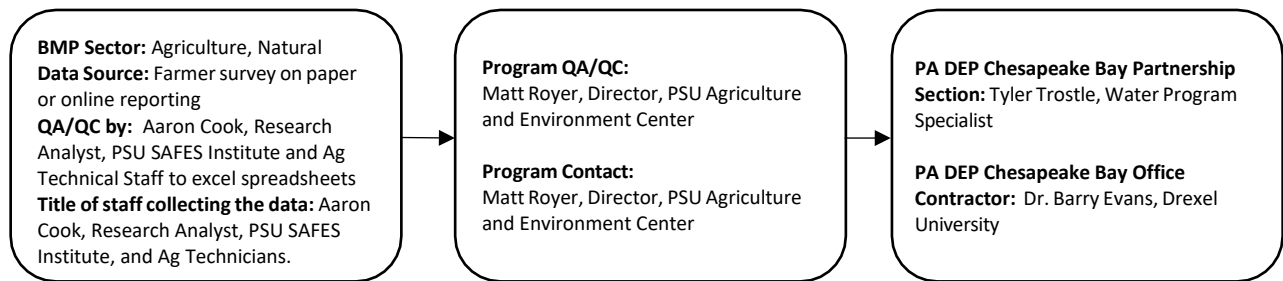 BMP Sector: Agriculture, Natural
Data Source: Farmer survey on paper
or online reporting
QA/QC by: Aaron Cook, Research
Analyst, PSU SAFES Institute and Ag
Technical Staff to excel spreadsheets
Title of staff collecting the data: Aaron
Cook, Research Analyst, PSU SAFES
Institute, and Ag Technicians.
Program QA/QC:
Matt Royer, Director, PSU Agriculture
and Environment Center
Program Contact:
Matt Royer, Director, PSU Agriculture
and Environment Center
PA DEP Chesapeake Bay Partnership
Section: Tyler Trostle, Water Program
Specialist
PA DEP Chesapeake Bay Office
Contractor: Dr. Barry Evans, Drexel
University